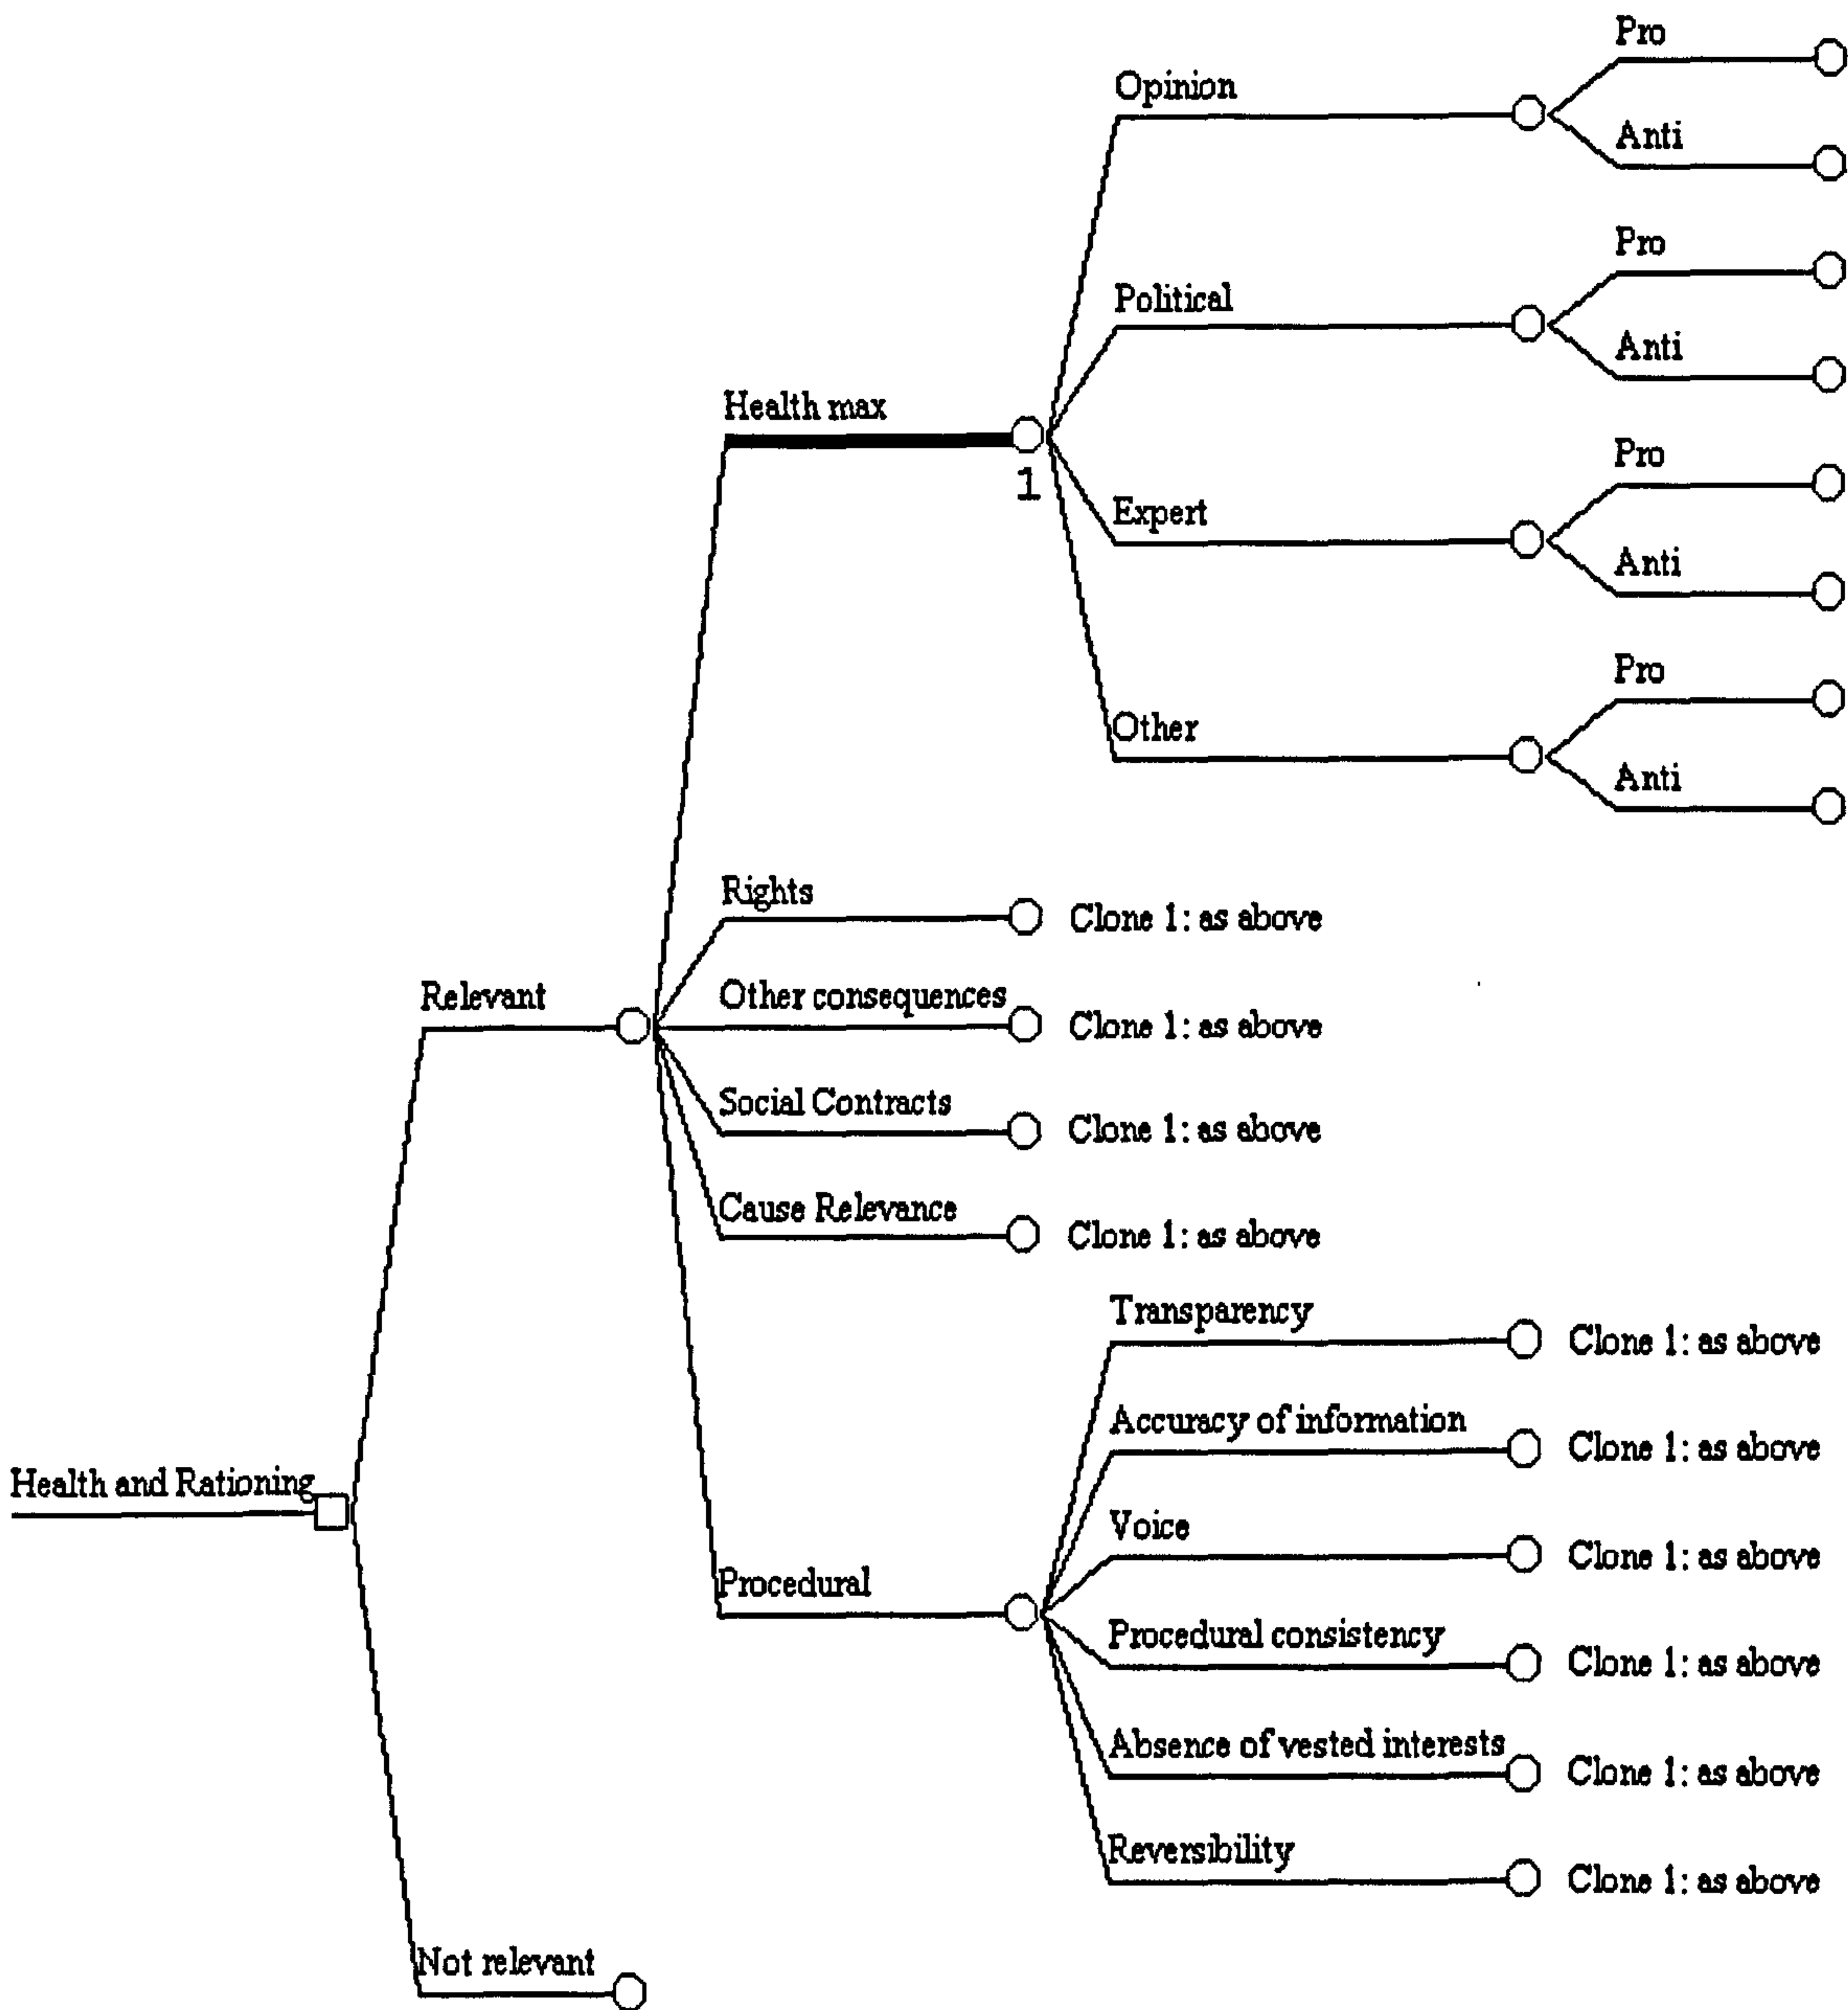 Pro
Opinion
Anti
Pro
Political
Anti
Health max
1
Pro
Expert
Anti
Pro
Other
Anti
Rights
Clone 1: as above
Relevant
Other consequences
Clone 1: as above
Social Contracts
Clone 1: as above
Cause Relevance
Clone 1: as above
Transparency
Clone 1: as above
Accuracy of information
Clone 1: as above
Health and Rationing
Voice
Clone 1: as above
Procedural
Procedural consistency
Clone 1: as above
Absence of vested interests
Clone 1: as above
Reversibility
Clone 1: as above
Not relevant